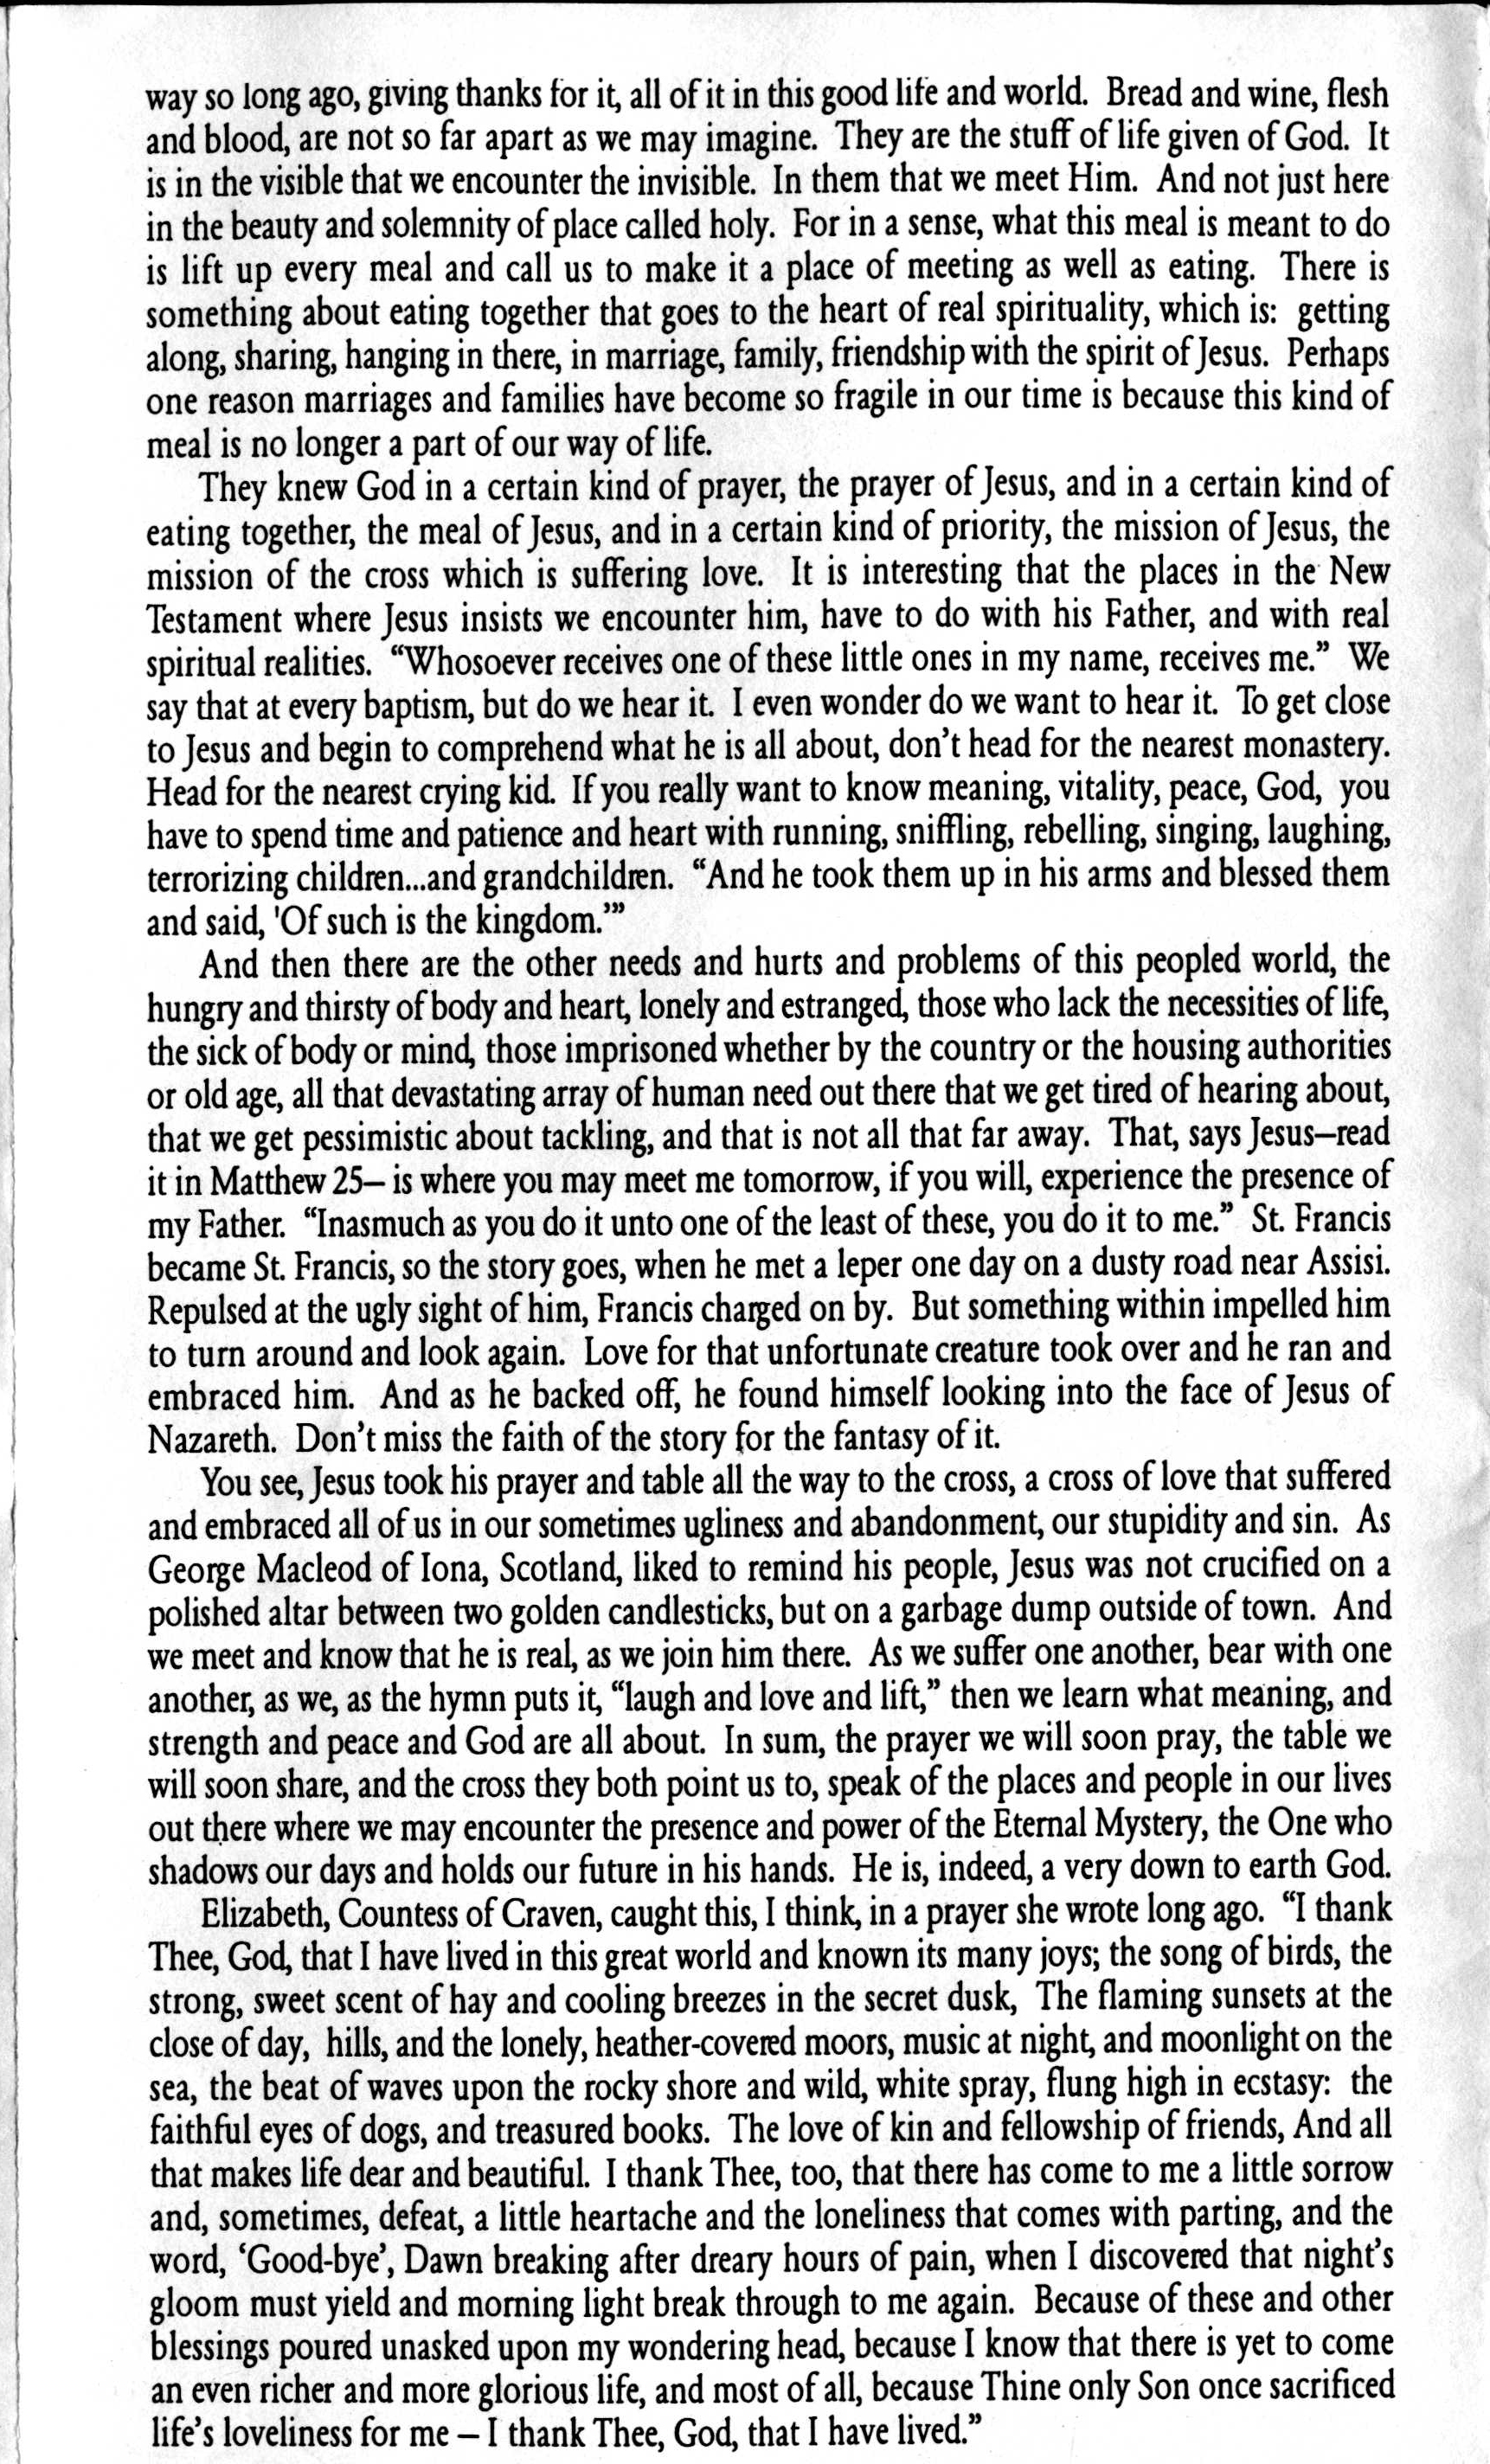 way so long ago, giving thanks for it, all of it in this good life and world. Bread and wine, flesh
and blood, are not so far apart as we may imagine. They are the stuff of life given of God. It
is in the visible that we encounter the invisible. In them that we meet Him. And not just here
in the beauty and solemnity of place called holy. For in a sense, what this meal is meant to do
is lift up every meal and call us to make it a place of meeting as well as eating. There is
something about eating together that goes to the heart of real spirituality, which is: getting
along, sharing, hanging in there, in marriage, family, friendship with the spirit of Jesus. Perhaps
one reason marriages and families have become so fragile in our time is because this kind of
meal is no longer a part of our way of life.
They knew God in a certain kind of prayer, the prayer of Jesus, and in a certain kind of
eating together, the meal of Jesus, and in a certain kind of priority, the mission of Jesus, the
mission of the cross which is suffering love. It is interesting that the places in the New
Testament where Jesus insists we encounter him, have to do with his Father, and with real
spiritual realities. “Whosoever receives one of these little ones in my name, receives me.” We
say that at every baptism, but do we hear it. I even wonder do we want to hear it. To get close
to Jesus and begin to comprehend what he is all about, don’t head for the nearest monastery.
Head for the nearest crying kid. If you really want to know meaning, vitality, peace, God, you
have to spend time and patience and heart with running, sniffling, rebelling, singing, laughing,
terrorizing children...and grandchildren. “And he took them up in his arms and blessed them
and said, 'Of such is the kingdom.’”
And then there are the other needs and hurts and problems of this peopled world, the
hungry and thirsty of body and heart, lonely and estranged, those who lack the necessities of life,
the sick of body or mind, those imprisoned whether by the country or the housing authorities
or old age, all that devastating array of human need out there that we get tired of hearing about,
that we get pessimistic about tackling, and that is not all that far away. That, says Jesus–read
it in Matthew 25– is where you may meet me tomorrow, if you will, experience the presence of
my Father. “Inasmuch as you do it unto one of the least of these, you do it to me.” St. Francis
became St. Francis, so the story goes, when he met a leper one day on a dusty road near Assisi.
Repulsed at the ugly sight of him, Francis charged on by. But something within impelled him
to turn around and look again. Love for that unfortunate creature took over and he ran and
embraced him. And as he backed off, he found himself looking into the face of Jesus of
Nazareth. Don’t miss the faith of the story for the fantasy of it.
You see, Jesus took his prayer and table all the way to the cross, a cross of love that suffered
and embraced all of us in our sometimes ugliness and abandonment, our stupidity and sin. As
George Macleod of Iona, Scotland, liked to remind his people, Jesus was not crucified on a
polished altar between two golden candlesticks, but on a garbage dump outside of town. And
we meet and know that he is real, as we join him there. As we suffer one another, bear with one
another, as we, as the hymn puts it, “laugh and love and lift,” then we learn what meaning, and
strength and peace and God are all about. In sum, the prayer we will soon pray, the table we
will soon share, and the cross they both point us to, speak of the places and people in our lives
out there where we may encounter the presence and power of the Eternal Mystery, the One who
shadows our days and holds our future in his hands. He is, indeed, a very down to earth God.
Elizabeth, Countess of Craven, caught this, I think, in a prayer she wrote long ago. “I thank
Thee, God, that I have lived in this great world and known its many joys; the song of birds, the
strong, sweet scent of hay and cooling breezes in the secret dusk, The flaming sunsets at the
close of day, hills, and the lonely, heather-covered moors, music at night, and moonlight on the
sea, the beat of waves upon the rocky shore and wild, white spray, flung high in ecstasy: the
faithful eyes of dogs, and treasured books. The love of kin and fellowship of friends, And all
that makes life dear and beautiful. I thank Thee, too, that there has come to me a little sorrow
and, sometimes, defeat, a little heartache and the loneliness that comes with parting, and the
word, ‘Good-bye’, Dawn breaking after dreary hours of pain, when I discovered that night’s
gloom must yield and morning light break through to me again. Because of these and other
blessings poured unasked upon my wondering head, because I know that there is yet to come
an even richer and more glorious life, and most of all, because Thine only Son once sacrificed
life’s loveliness for me – I thank Thee, God, that I have lived.”